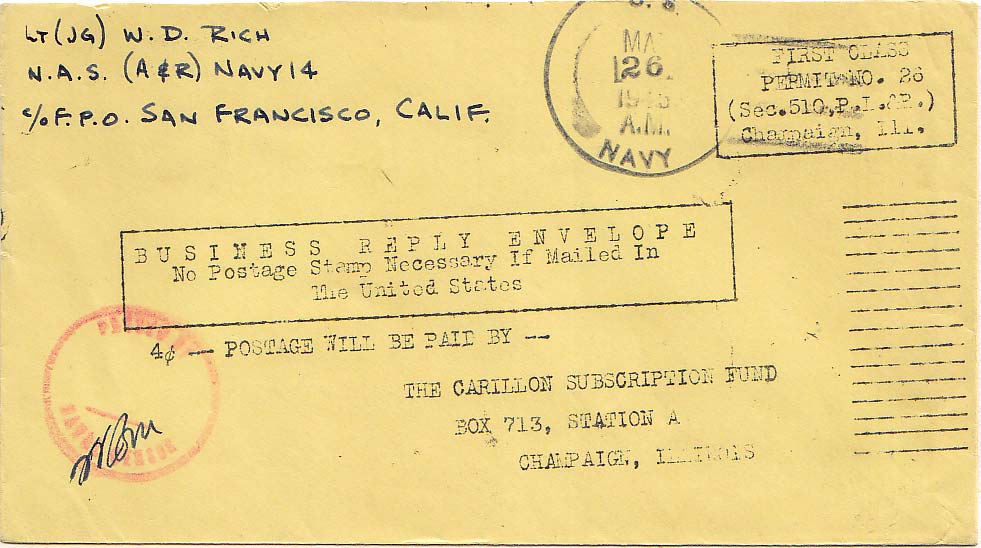 LT (JG) W. D. RICH
N.A.S. (A & R) NAVY 14
c/o F.P.O. SAN FRANCISCO, CALIF.
U. S.
26
A.M.
NAVY
FIRST CLASS
PERMIT NO. 26
(Sec.510,P.L.&R.)
Champaign, Ill.
BUSINESS REPLY ENVELOPE
No Postage Stamp Necessary If Mailed In
The United States
4¢ -- POSTAGE WILL BE PAID BY --
THE CARILLON SUBSCRIPTION FUND
BOX 713, STATION A
CHAMPAIGN, ILLINOIS